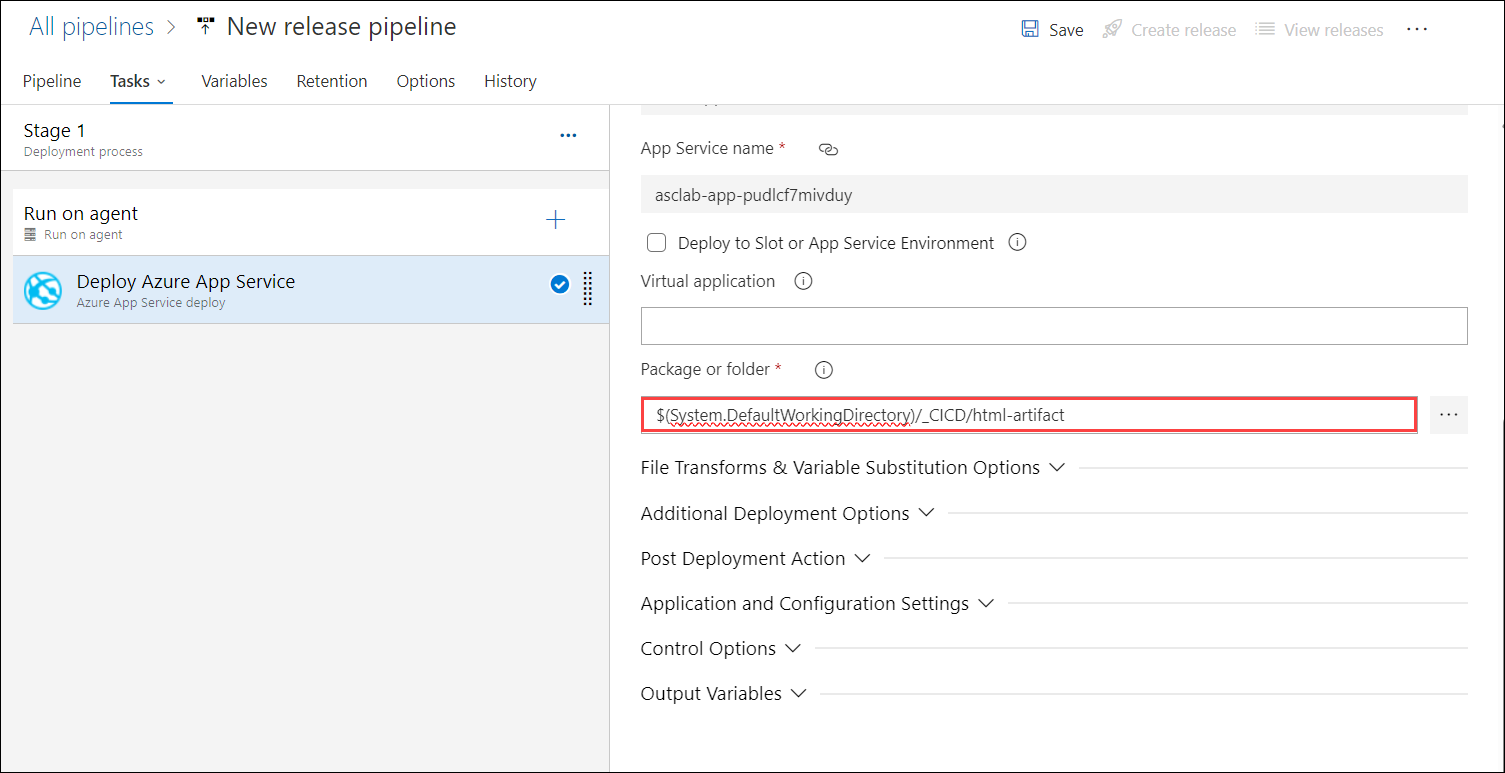 All pipelines > New release pipeline
Save Create release View releases ...
Pipeline Tasks Variables Retention Options History
Stage 1
Deployment process
Run on agent
Run on agent
Deploy Azure App Service
Azure App Service deploy
App Service name *
asclab-app-pudlcf7mivduy
Deploy to Slot or App Service Environment
Virtual application
Package or folder *
$(System.DefaultWorkingDirectory)/_CICD/html-artifact
File Transforms & Variable Substitution Options
Additional Deployment Options
Post Deployment Action
Application and Configuration Settings
Control Options
Output Variables